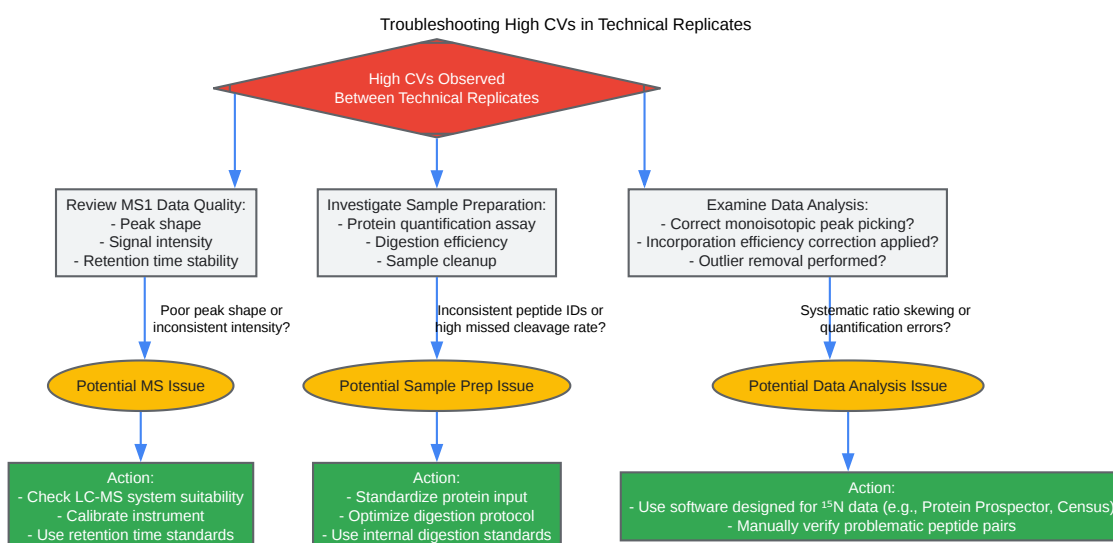 Troubleshooting High CVs in Technical Replicates
High CVs Observed
Between Technical Replicates
Review MS1 Data Quality:
- Peak shape
- Signal intensity
- Retention time stability
Investigate Sample Preparation:
- Protein quantification assay
- Digestion efficiency
- Sample cleanup
Examine Data Analysis:
- Correct monoisotopic peak picking?
- Incorporation efficiency correction applied?
- Outlier removal performed?
Poor peak shape or
inconsistent intensity?
Inconsistent peptide IDs or
high missed cleavage rate?
Systematic ratio skewing or
quantification errors?
Potential MS Issue
Potential Sample Prep Issue
Potential Data Analysis Issue
Action:
- Check LC-MS system suitability
- Calibrate instrument
- Use retention time standards
Action:
- Standardize protein input
- Optimize digestion protocol
- Use internal digestion standards
Action:
- Use software designed for ¹⁵N data (e.g., Protein Prospector, Census)
- Manually verify problematic peptide pairs